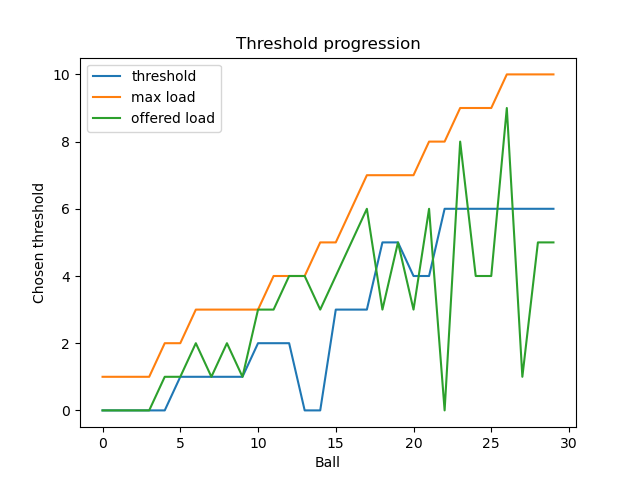 Threshold progression
threshold
max load
offered load
Chosen threshold
10
8
6
4
2
0
0 5 10 15 20 25 30
Ball